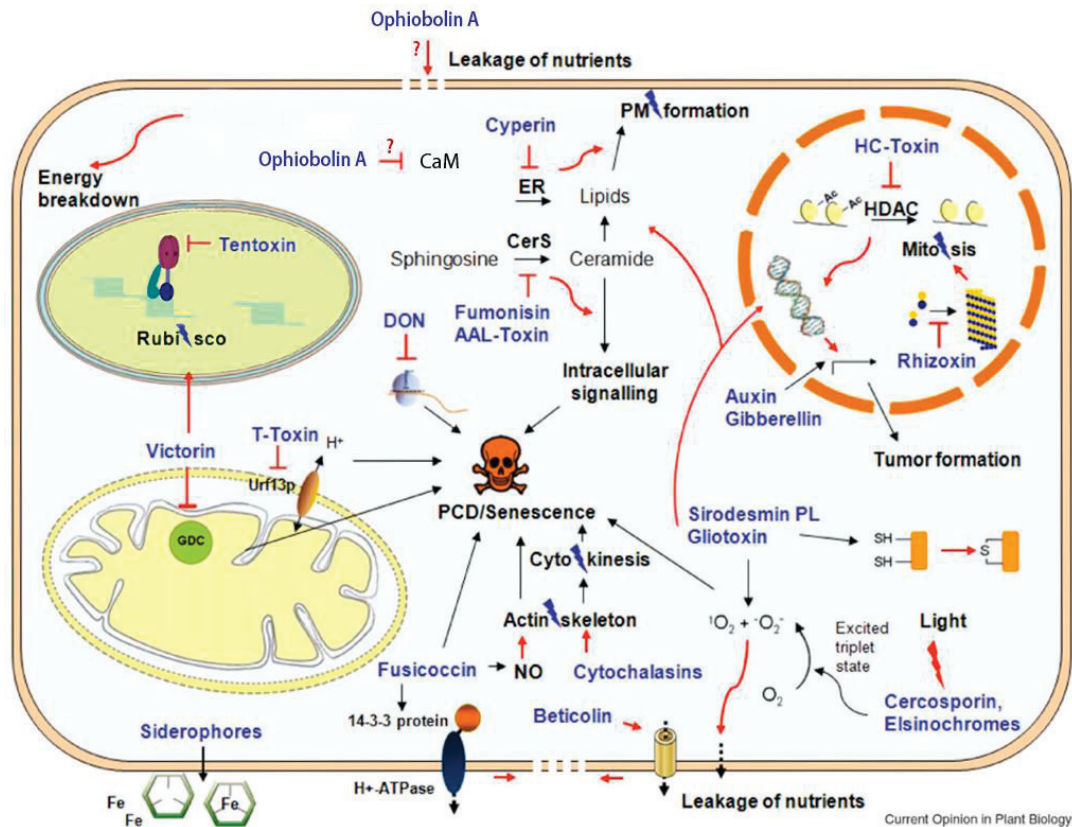 Ophiobolin A
?
Leakage of nutrients
PM formation
Cyperin
HC-Toxin
Ophiobolin A
?
CaM
Energy
breakdown
ER
Lipids
Ac
Ac
HDAC
Tentoxin
CerS
Sphingosine
Ceramide
Mitosis
Fumonisin
AAL-Toxin
DON
Rubisco
Rhizoxin
Intracellular
signalling
Auxin
Gibberellin
Victorin
T-Toxin
H+
Urf13p
Tumor formation
GDC
PCD/Senescence
Sirodesmin PL
Gliotoxin
SH
SH
S
S
Cytokinesis
Actin skeleton
¹O₂ + ⁻O₂⁻
Excited
triplet
state
Light
O₂
Fusicoccin
NO
Cytochalasins
Cercosporin,
Elsinochromes
14-3-3 protein
Beticolin
Siderophores
H+-ATPase
Fe
Fe
Fe
Leakage of nutrients
Current Opinion in Plant Biology